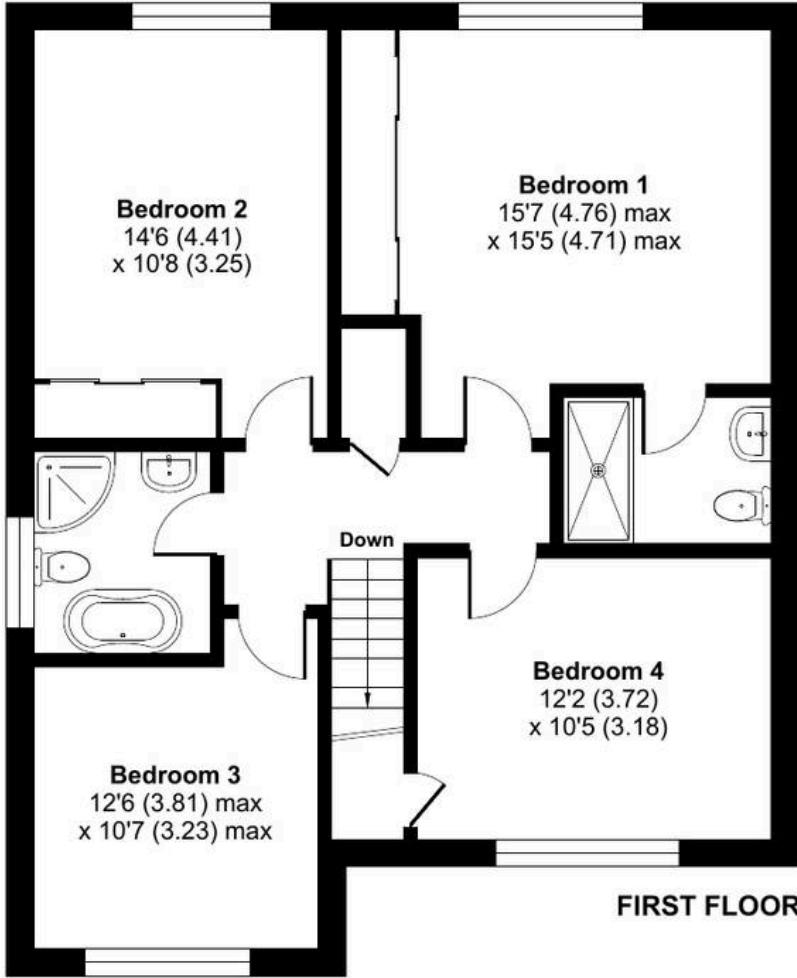 Bedroom 2
14'6 (4.41)
x 10'8 (3.25)
Bedroom 1
15'7 (4.76) max
x 15'5 (4.71) max
Down
Bedroom 4
12'2 (3.72)
x 10'5 (3.18)
Bedroom 3
12'6 (3.81) max
x 10'7 (3.23) max
FIRST FLOOR